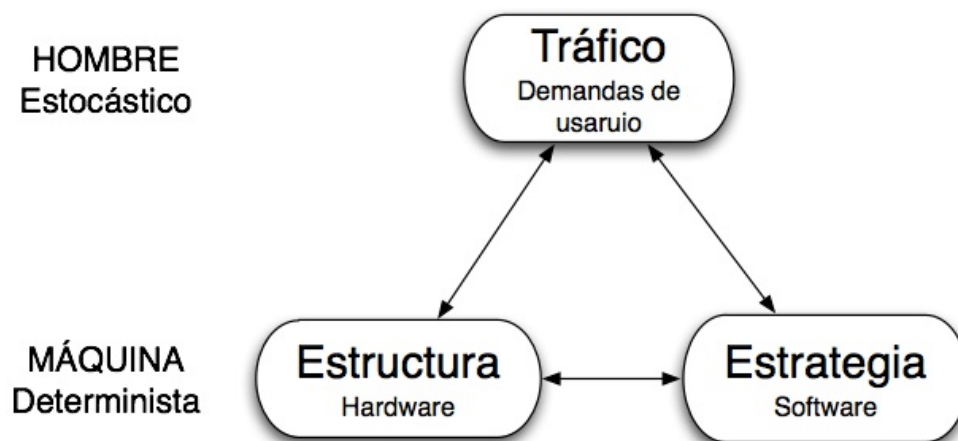 HOMBRE
Estocástico
Tráfico
Demandas de
usaruio
MÁQUINA
Determinista
Estructura
Hardware
Estrategia
Software